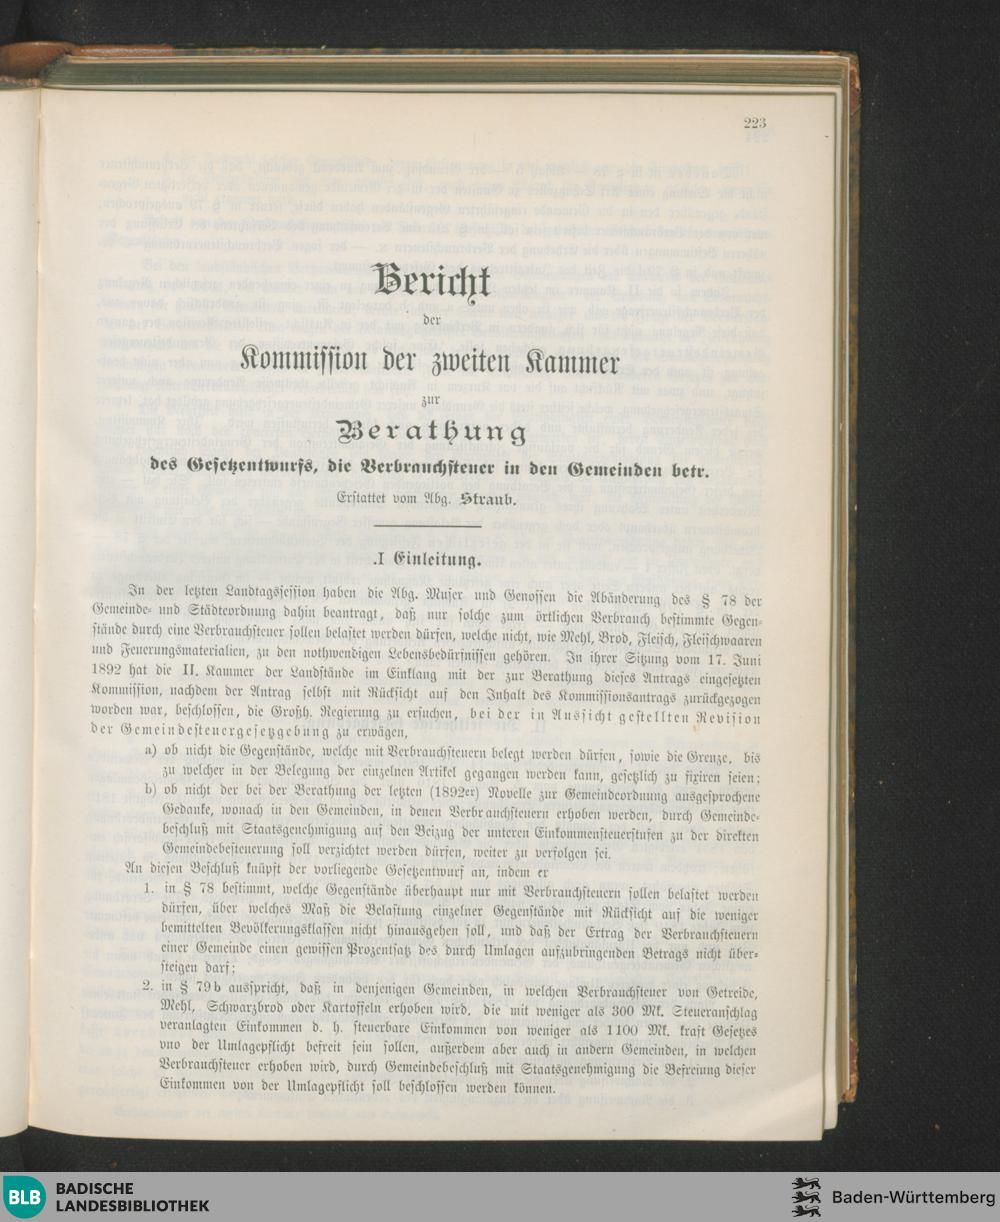 223
Bericht
der
Kommission der zweiten Kammer
zur
Berathung
des Gesetzentwurfs, die Verbrauchsteuer in den Gemeinden betr.
Erstattet vom Abg. Straub.
.I Einleitung.
In der letzten Landtagssession haben die Abg. Muser und Genossen die Abänderung des § 78 der
Gemeinde- und Städteordnung dahin beantragt, daß nur solche zum örtlichen Verbrauch bestimmte Gegen-
stände durch eine Verbrauchsteuer sollen belastet werden dürfen, welche nicht, wie Mehl, Brod, Fleisch, Fleischwaaren
und Feuerungsmaterialien, zu den nothwendigen Lebensbedürfnissen gehören. In ihrer Sitzung vom 17. Juni
1892 hat die II. Kammer der Landstände im Einklang mit der zur Berathung dieses Antrags eingesetzten
Kommission, nachdem der Antrag selbst mit Rücksicht auf den Inhalt des Kommissionsantrags zurückgezogen
worden war, beschlossen, die Großh. Regierung zu ersuchen, bei der in Aussicht gestellten Revision
der Gemeindesteuergesetzgebung zu erwägen,
a) ob nicht die Gegenstände, welche mit Verbrauchsteuern belegt werden dürfen, sowie die Grenze, bis
zu welcher in der Belegung der einzelnen Artikel gegangen werden kann, gesetzlich zu fixiren seien;
b) ob nicht der bei der Berathung der letzten (1892er) Novelle zur Gemeindeordnung ausgesprochene
Gedanke, wonach in den Gemeinden, in denen Verbrauchsteuern erhoben werden, durch Gemeinde-
beschluß mit Staatsgenehmigung auf den Beizug der unteren Einkommensteuerstufen zu der direkten
Gemeindebesteuerung soll verzichtet werden dürfen, weiter zu verfolgen sei.
An diesen Beschluß knüpft der vorliegende Gesetzentwurf an, indem er
1. in § 78 bestimmt, welche Gegenstände überhaupt nur mit Verbrauchsteuern sollen belastet werden
dürfen, über welches Maß die Belastung einzelner Gegenstände mit Rücksicht auf die weniger
bemittelten Bevölkerungsklassen nicht hinausgehen soll, und daß der Ertrag der Verbrauchsteuern
einer Gemeinde einen gewissen Prozentsatz des durch Umlagen aufzubringenden Betrags nicht über-
steigen darf;
2. in § 79b ausspricht, daß in denjenigen Gemeinden, in welchen Verbrauchsteuer von Getreide,
Mehl, Schwarzbrod oder Kartoffeln erhoben wird, die mit weniger als 300 Mk. Steueranschlag
veranlagten Einkommen d. h. steuerbare Einkommen von weniger als 1100 Mk. kraft Gesetzes
vno der Umlagepflicht befreit sein sollen, außerdem aber auch in andern Gemeinden, in welchen
Verbrauchsteuer erhoben wird, durch Gemeindebeschluß mit Staatsgenehmigung die Befreiung dieser
Einkommen von der Umlagepflicht soll beschlossen werden können.
BLB BADISCHE
LANDESBIBLIOTHEK
Baden-Württemberg